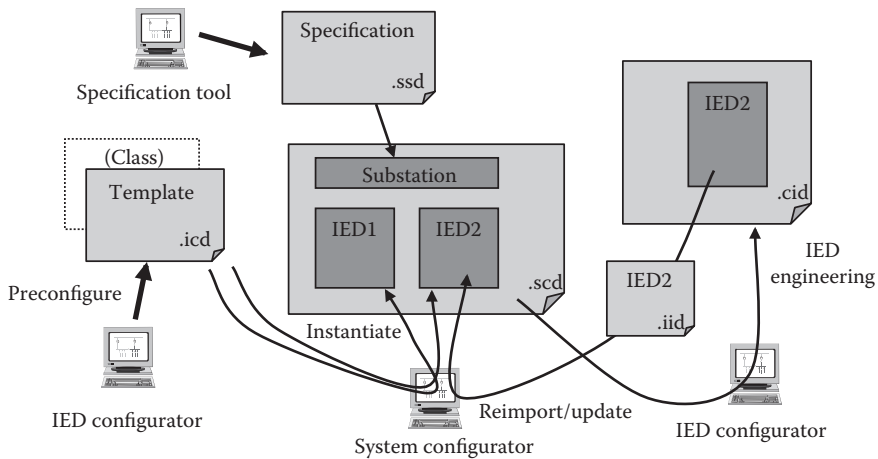 Specification
.ssd
Specification tool
(Class)
Template
.icd
Preconfigure
IED configurator
Substation
IED1
IED2
.scd
Instantiate
System configurator
Reimport/update
IED2
.iid
IED2
.cid
IED
engineering
IED configurator